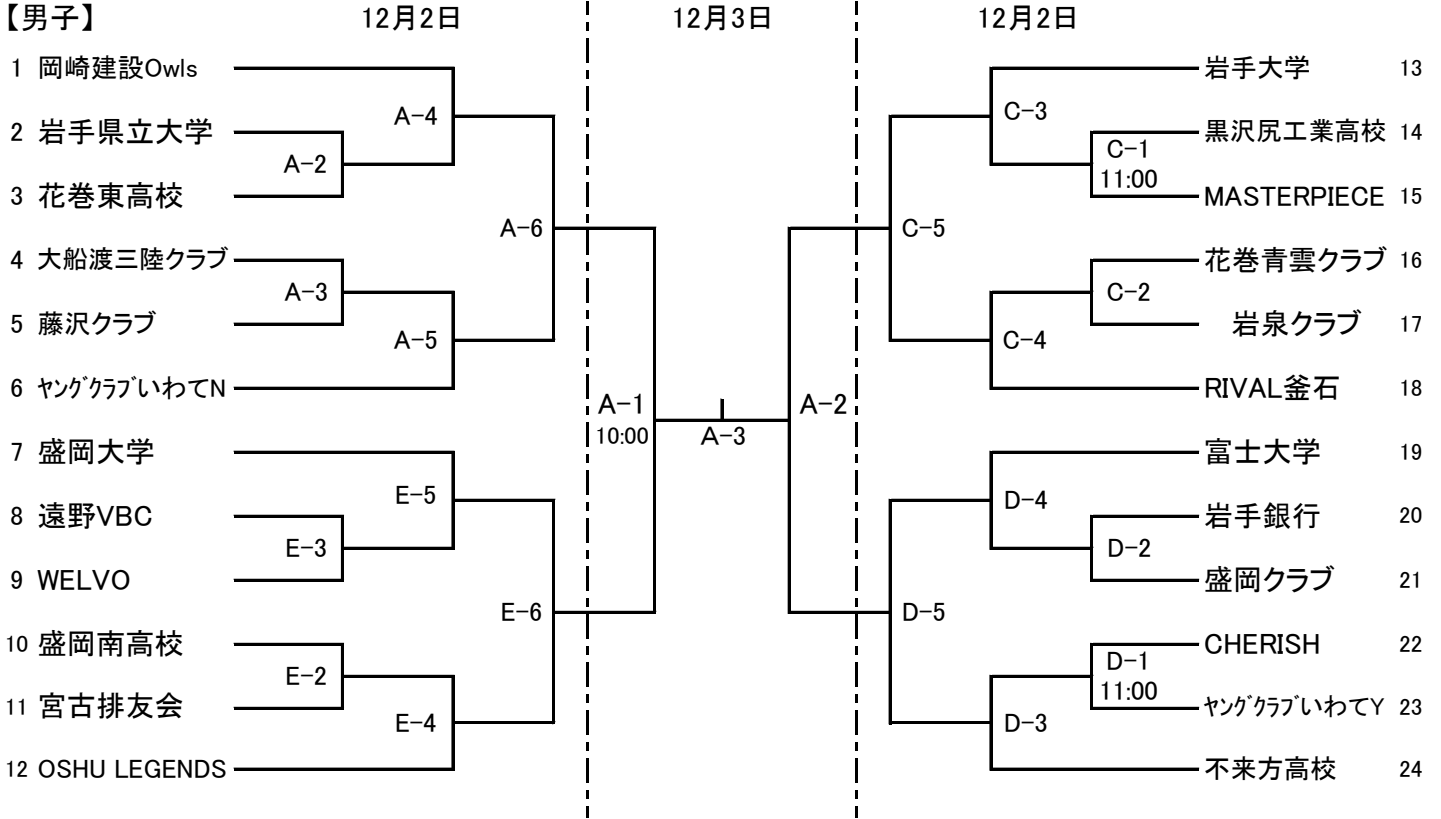 【男子】 12月2日 12月3日 12月2日
1 岡崎建設Owls 岩手大学 13
A-4 C-3
2 岩手県立大学 黒沢尻工業高校 14
A-2 C-1
11:00
3 花巻東高校 MASTERPIECE 15
A-6 C-5
4 大船渡三陸クラブ 花巻青雲クラブ 16
A-3 C-2
5 藤沢クラブ 岩泉クラブ 17
A-5 C-4
6 ﾔﾝｸﾞｸﾗﾌﾞいわてN RIVAL釜石 18
A-1 A-2
10:00 A-3
7 盛岡大学 富士大学 19
E-5 D-4
8 遠野VBC 岩手銀行 20
E-3 D-2
9 WELVO 盛岡クラブ 21
E-6 D-5
10 盛岡南高校 CHERISH 22
E-2 D-1
11:00
11 宮古排友会 ﾔﾝｸﾞｸﾗﾌﾞいわてY 23
E-4 D-3
12 OSHU LEGENDS 不来方高校 24